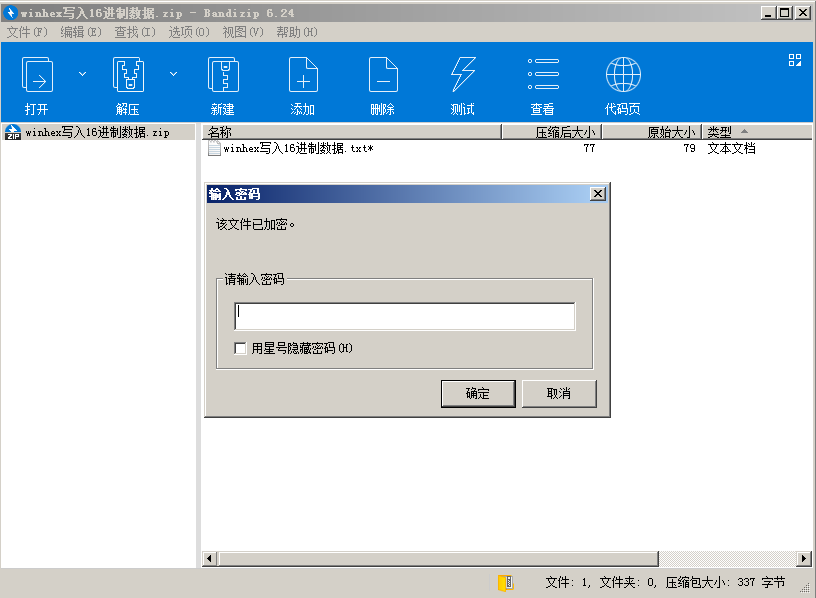 winhex写入16进制数据.zip - Bandizip 6.24
文件(F) 编辑(E) 查找(I) 选项(O) 视图(V) 帮助(H)
打开 解压 新建 添加 删除 测试 查看 代码页
winhex写入16进制数据.zip
名称 压缩后大小 原始大小 类型
winhex写入16进制数据.txt* 77 79 文本文档
输入密码
该文件已加密。
请输入密码
用星号隐藏密码(H)
确定 取消
文件: 1, 文件夹: 0, 压缩包大小: 337 字节